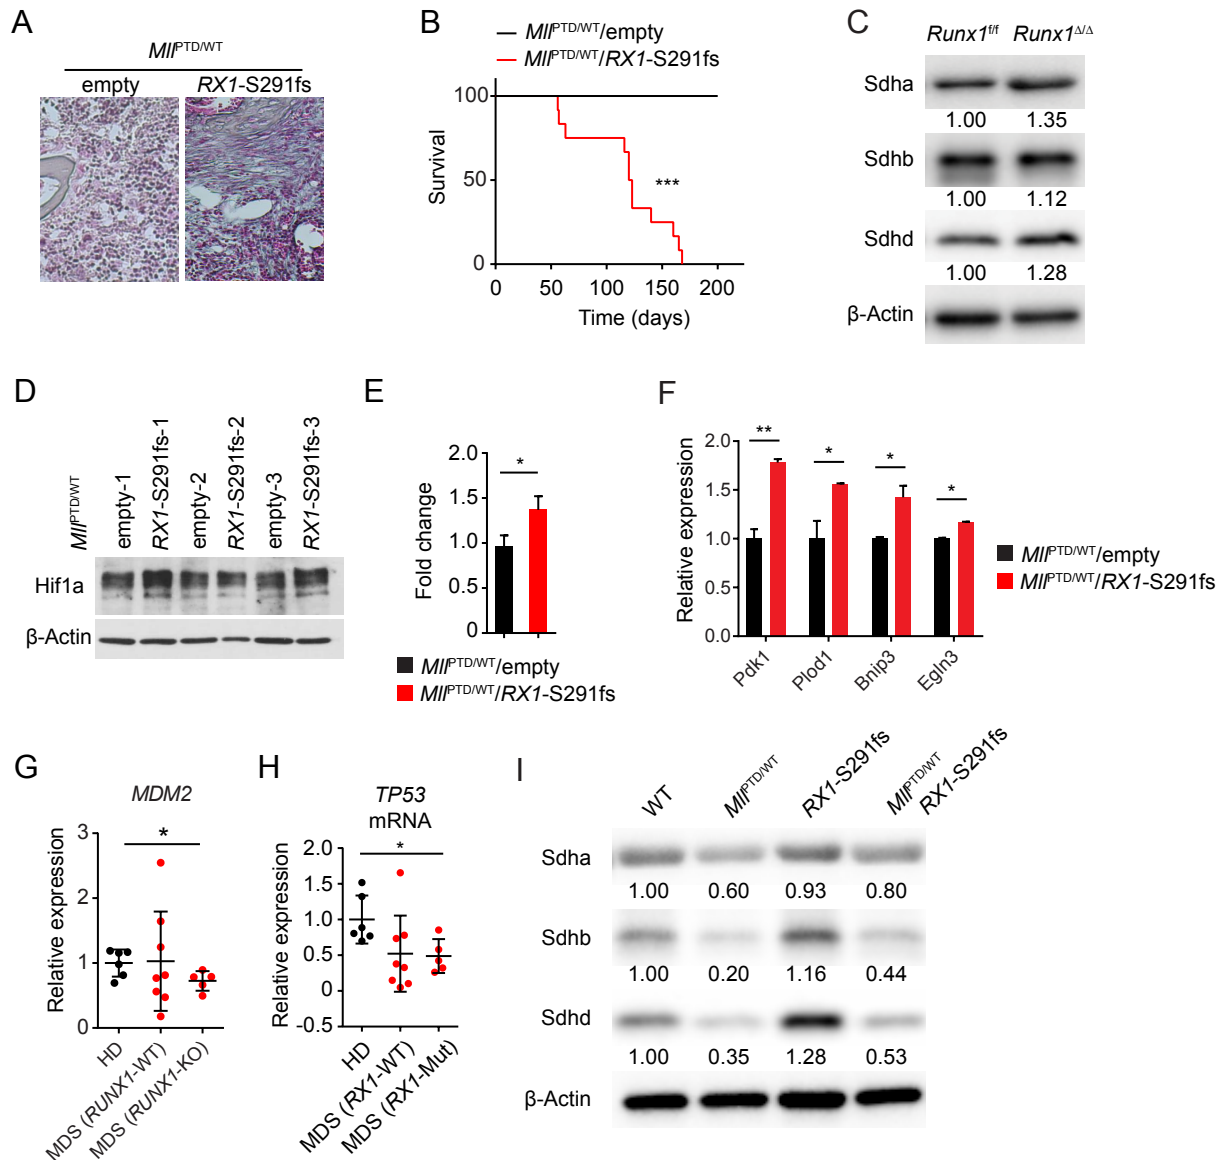 A
Mll^PTD/WT
empty RX1-S291fs
B
Mll^PTD/WT/empty
Mll^PTD/WT/RX1-S291fs
100
50
0
Survival
***
0 50 100 150 200
Time (days)
C
Runx1^f/f Runx1^Δ/Δ
Sdha
1.00 1.35
Sdhb
1.00 1.12
Sdhd
1.00 1.28
β-Actin
D
Mll^PTD/WT
empty-1
RX1-S291fs-1
empty-2
RX1-S291fs-2
empty-3
RX1-S291fs-3
Hif1a
β-Actin
E
2.0
1.5
1.0
0.5
0
Fold change
*
Mll^PTD/WT/empty
Mll^PTD/WT/RX1-S291fs
F
2.0
1.5
1.0
0.5
0.0
Relative expression
** * * *
Pdk1 Plod1 Bnip3 Egln3
Mll^PTD/WT/empty
Mll^PTD/WT/RX1-S291fs
G
MDM2
*
3
2
1
0
Relative expression
HD
MDS (RUNX1-WT)
MDS (RUNX1-KO)
H
TP53
mRNA
*
2.0
1.5
1.0
0.5
0
-0.5
Relative expression
HD
MDS (RX1-WT)
MDS (RX1-Mut)
I
WT
Mll^PTD/WT
RX1-S291fs
Mll^PTD/WT
RX1-S291fs
Sdha
1.00 0.60 0.93 0.80
Sdhb
1.00 0.20 1.16 0.44
Sdhd
1.00 0.35 1.28 0.53
β-Actin